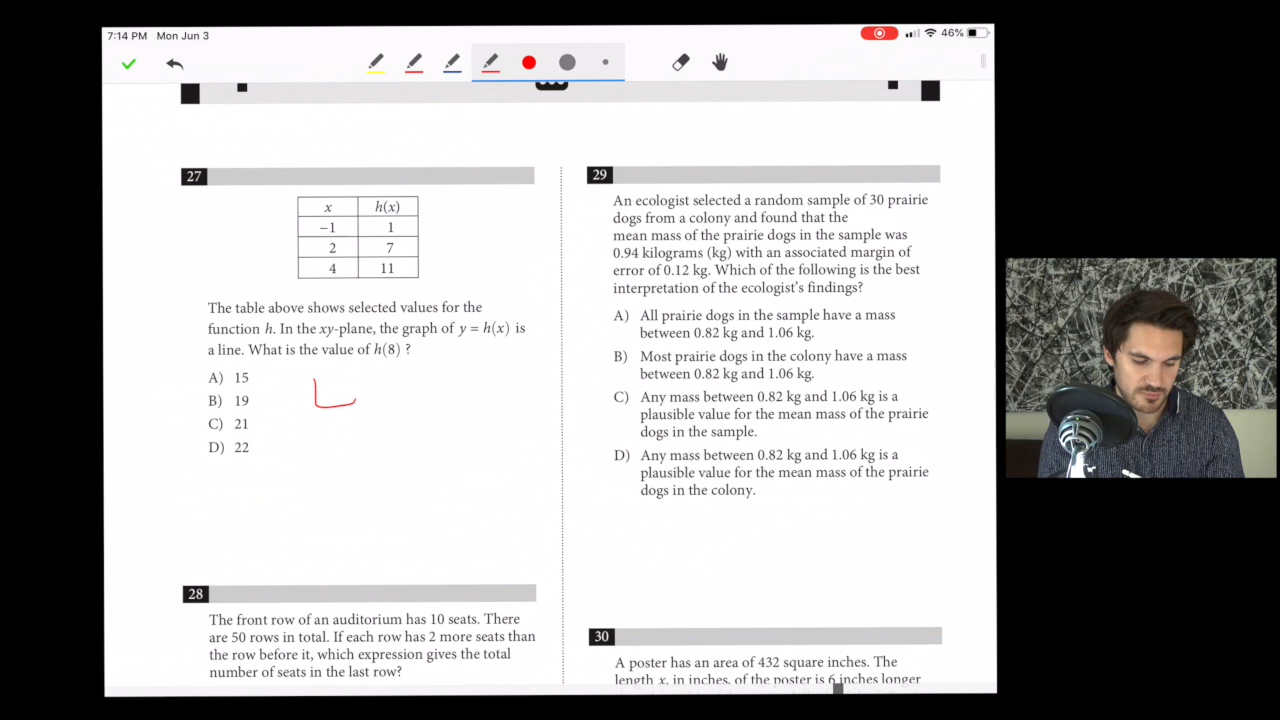 7:14 PM Mon Jun 3
46%
27
x h(x)
−1 1
2 7
4 11
The table above shows selected values for the
function h. In the xy-plane, the graph of y = h(x) is
a line. What is the value of h(8) ?
A) 15
B) 19
C) 21
D) 22
28
The front row of an auditorium has 10 seats. There
are 50 rows in total. If each row has 2 more seats than
the row before it, which expression gives the total
number of seats in the last row?
29
An ecologist selected a random sample of 30 prairie
dogs from a colony and found that the
mean mass of the prairie dogs in the sample was
0.94 kilograms (kg) with an associated margin of
error of 0.12 kg. Which of the following is the best
interpretation of the ecologist’s findings?
A) All prairie dogs in the sample have a mass
between 0.82 kg and 1.06 kg.
B) Most prairie dogs in the colony have a mass
between 0.82 kg and 1.06 kg.
C) Any mass between 0.82 kg and 1.06 kg is a
plausible value for the mean mass of the prairie
dogs in the sample.
D) Any mass between 0.82 kg and 1.06 kg is a
plausible value for the mean mass of the prairie
dogs in the colony.
30
A poster has an area of 432 square inches. The
length x, in inches, of the poster is 6 inches longer